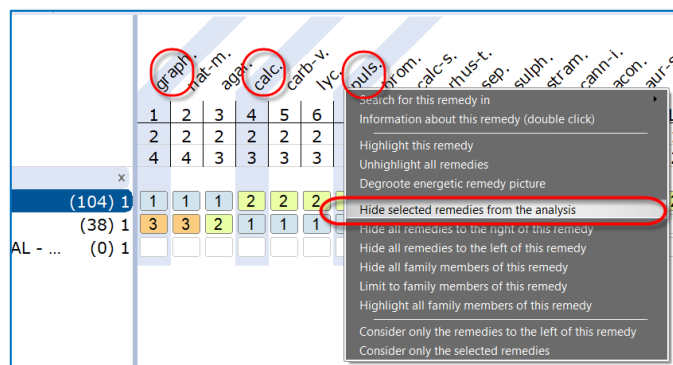 graph. nat-m. agar. calc. carb-v. lyc. puls. brom. calc-s. rhus-t. sep. sulph. stram. cann-i. acon. aur-s
1 2 3 4 5 6
2 2 2 2 2 2
4 4 3 3 3 3
x
(104) 1 1 1 1 2 2 2
(38) 1 3 3 2 1 1 1
AL - ... (0) 1
Search for this remedy in
Information about this remedy (double click)
Highlight this remedy
Unhighlight all remedies
Degroote energetic remedy picture
Hide selected remedies from the analysis
Hide all remedies to the right of this remedy
Hide all remedies to the left of this remedy
Hide all family members of this remedy
Limit to family members of this remedy
Highlight all family members of this remedy
Consider only the remedies to the left of this remedy
Consider only the selected remedies